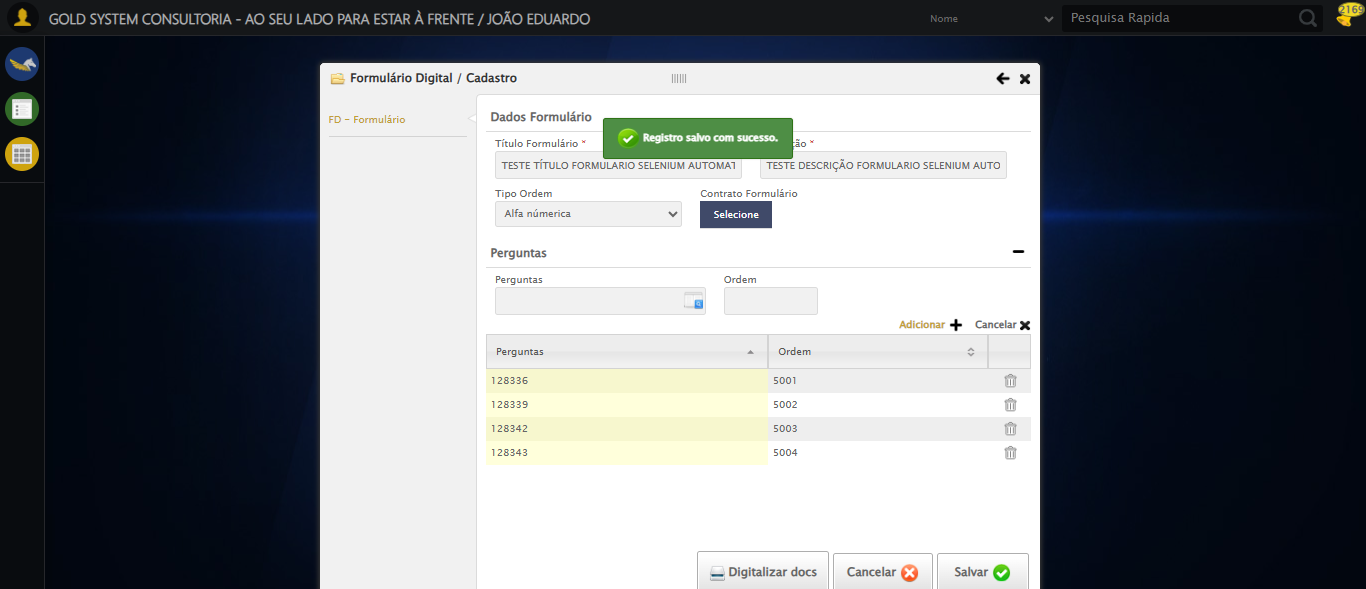 GOLD SYSTEM CONSULTORIA - AO SEU LADO PARA ESTAR À FRENTE / JOÃO EDUARDO
Nome
Pesquisa Rapida
2169
Formulário Digital / Cadastro
FD - Formulário
Dados Formulário
Registro salvo com sucesso.
Título Formulário *
ão *
TESTE TÍTULO FORMULARIO SELENIUM AUTOMAT
TESTE DESCRIÇÃO FORMULARIO SELENIUM AUTO
Tipo Ordem
Contrato Formulário
Alfa númerica
Selecione
Perguntas
Perguntas
Ordem
Adicionar
Cancelar
Perguntas
Ordem
128336 5001
128339 5002
128342 5003
128343 5004
Digitalizar docs
Cancelar
Salvar